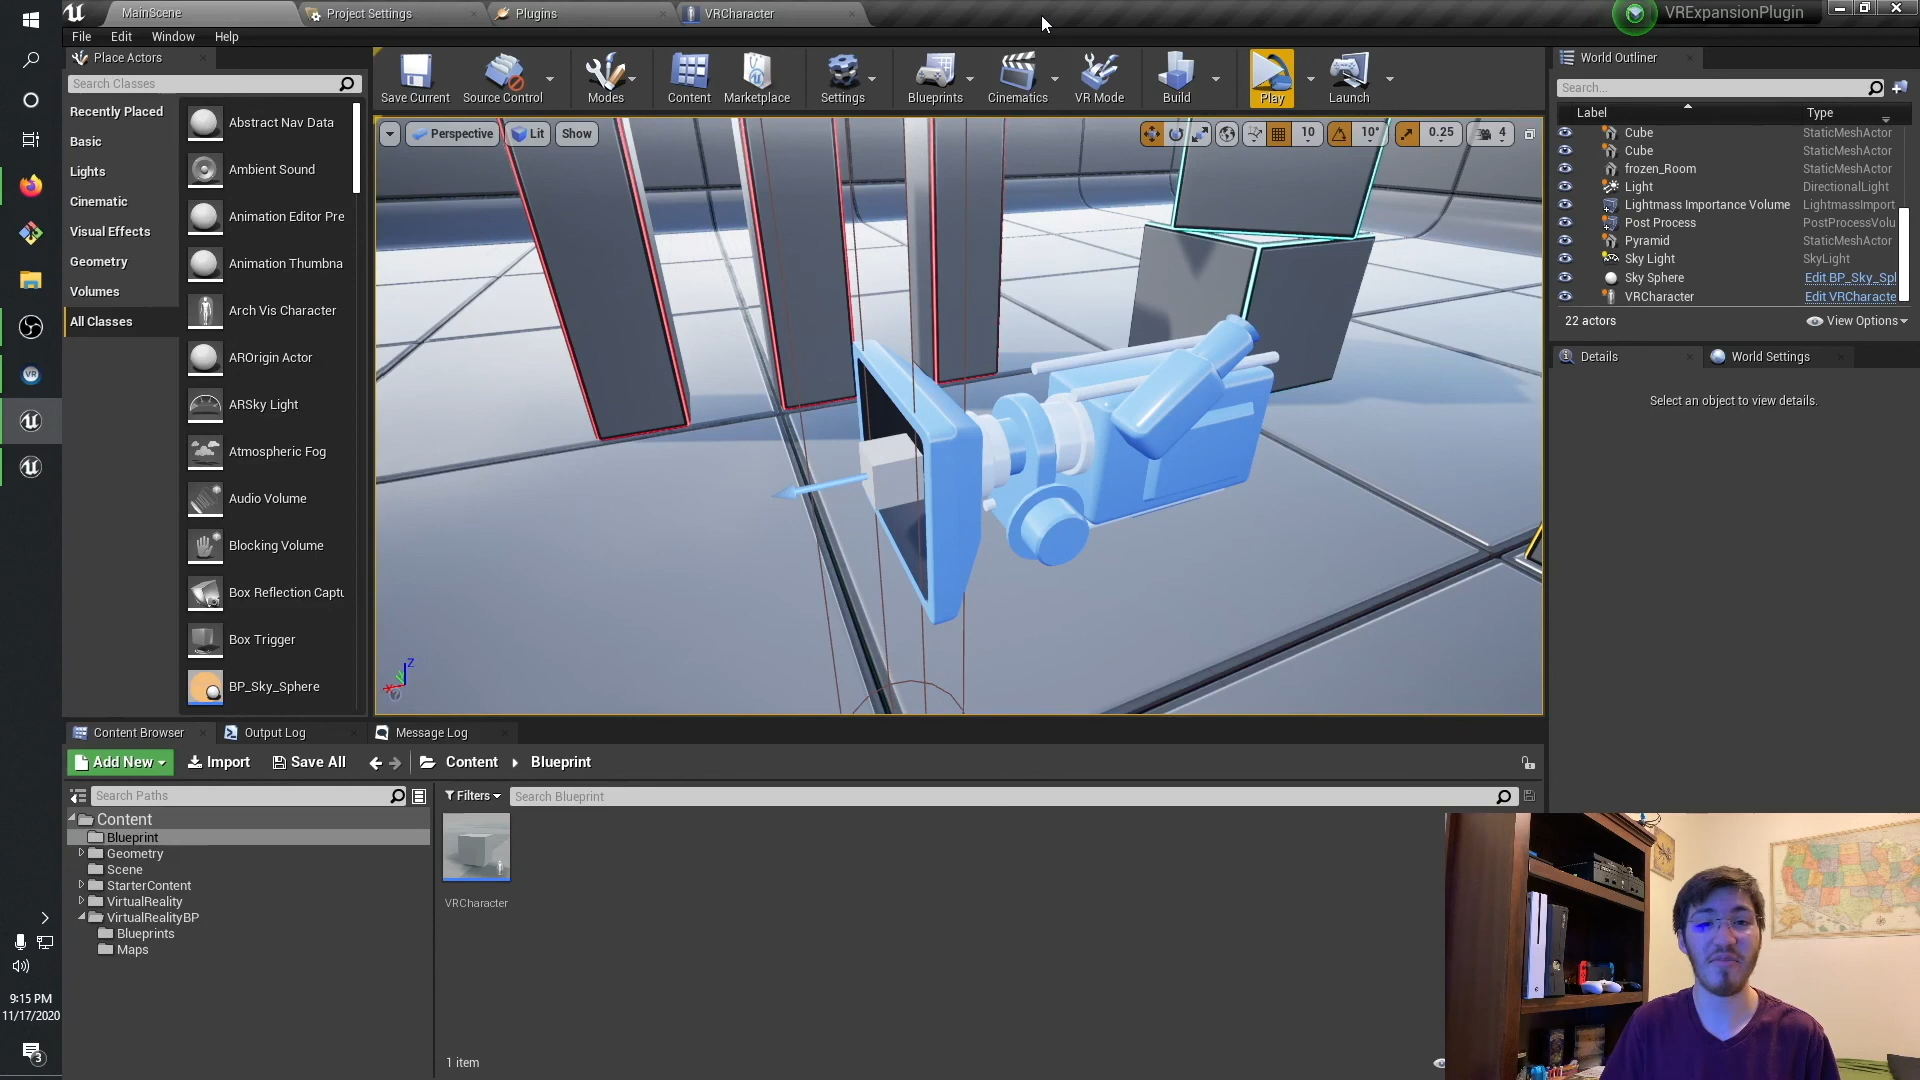 MainScene
Project Settings
Plugins
VRCharacter
VRExpansionPlugin
File
Edit
Window
Help
Place Actors
Search Classes
Recently Placed
Basic
Lights
Cinematic
Visual Effects
Geometry
Volumes
All Classes
Abstract Nav Data
Ambient Sound
Animation Editor Pre
Animation Thumbna
Arch Vis Character
AROrigin Actor
ARSky Light
Atmospheric Fog
Audio Volume
Blocking Volume
Box Reflection Captu
Box Trigger
BP_Sky_Sphere
Save Current
Source Control
Modes
Content
Marketplace
Settings
Blueprints
Cinematics
VR Mode
Build
Play
Launch
Perspective
Lit
Show
10
10°
0.25
4
Z
World Outliner
Search...
Label
Type
Cube StaticMeshActor
Cube StaticMeshActor
frozen_Room StaticMeshActor
Light DirectionalLight
Lightmass Importance Volume LightmassImport
Post Process PostProcessVolu
Pyramid StaticMeshActor
Sky Light SkyLight
Sky Sphere Edit BP_Sky_Spl
VRCharacter Edit VRCharacte
22 actors
View Options
Details
World Settings
Select an object to view details.
Content Browser
Output Log
Message Log
Add New
Import
Save All
Content
Blueprint
Search Paths
Filters
Search Blueprint
Content
Blueprint
Geometry
Scene
StarterContent
VirtualReality
VirtualRealityBP
Blueprints
Maps
VRCharacter
1 item
VR
9:15 PM
11/17/2020
3